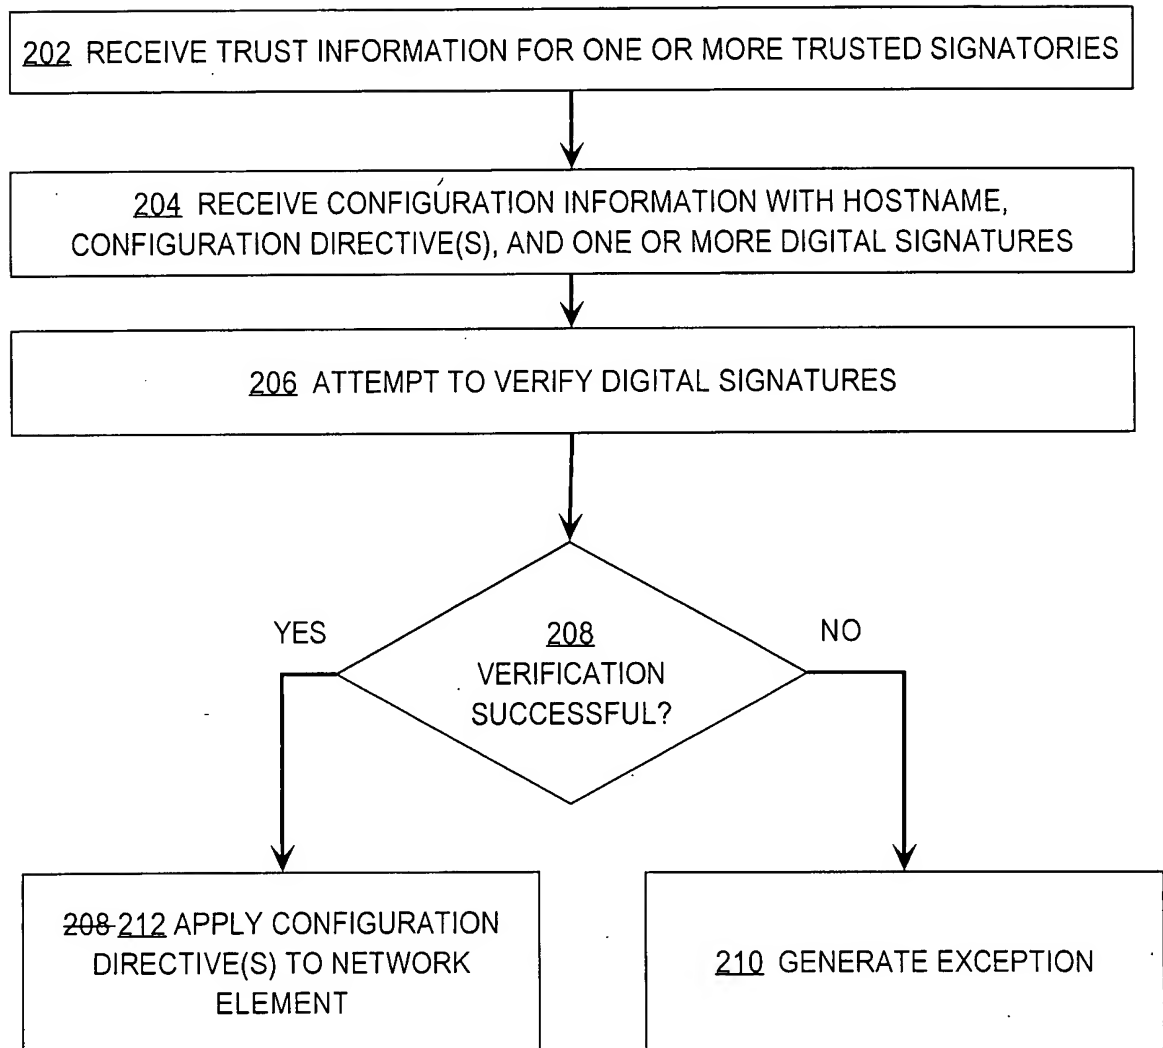 202 RECEIVE TRUST INFORMATION FOR ONE OR MORE TRUSTED SIGNATORIES
204 RECEIVE CONFIGURATION INFORMATION WITH HOSTNAME,
CONFIGURATION DIRECTIVE(S), AND ONE OR MORE DIGITAL SIGNATURES
206 ATTEMPT TO VERIFY DIGITAL SIGNATURES
YES
208
VERIFICATION
SUCCESSFUL?
NO
208 212 APPLY CONFIGURATION
DIRECTIVE(S) TO NETWORK
ELEMENT
210 GENERATE EXCEPTION